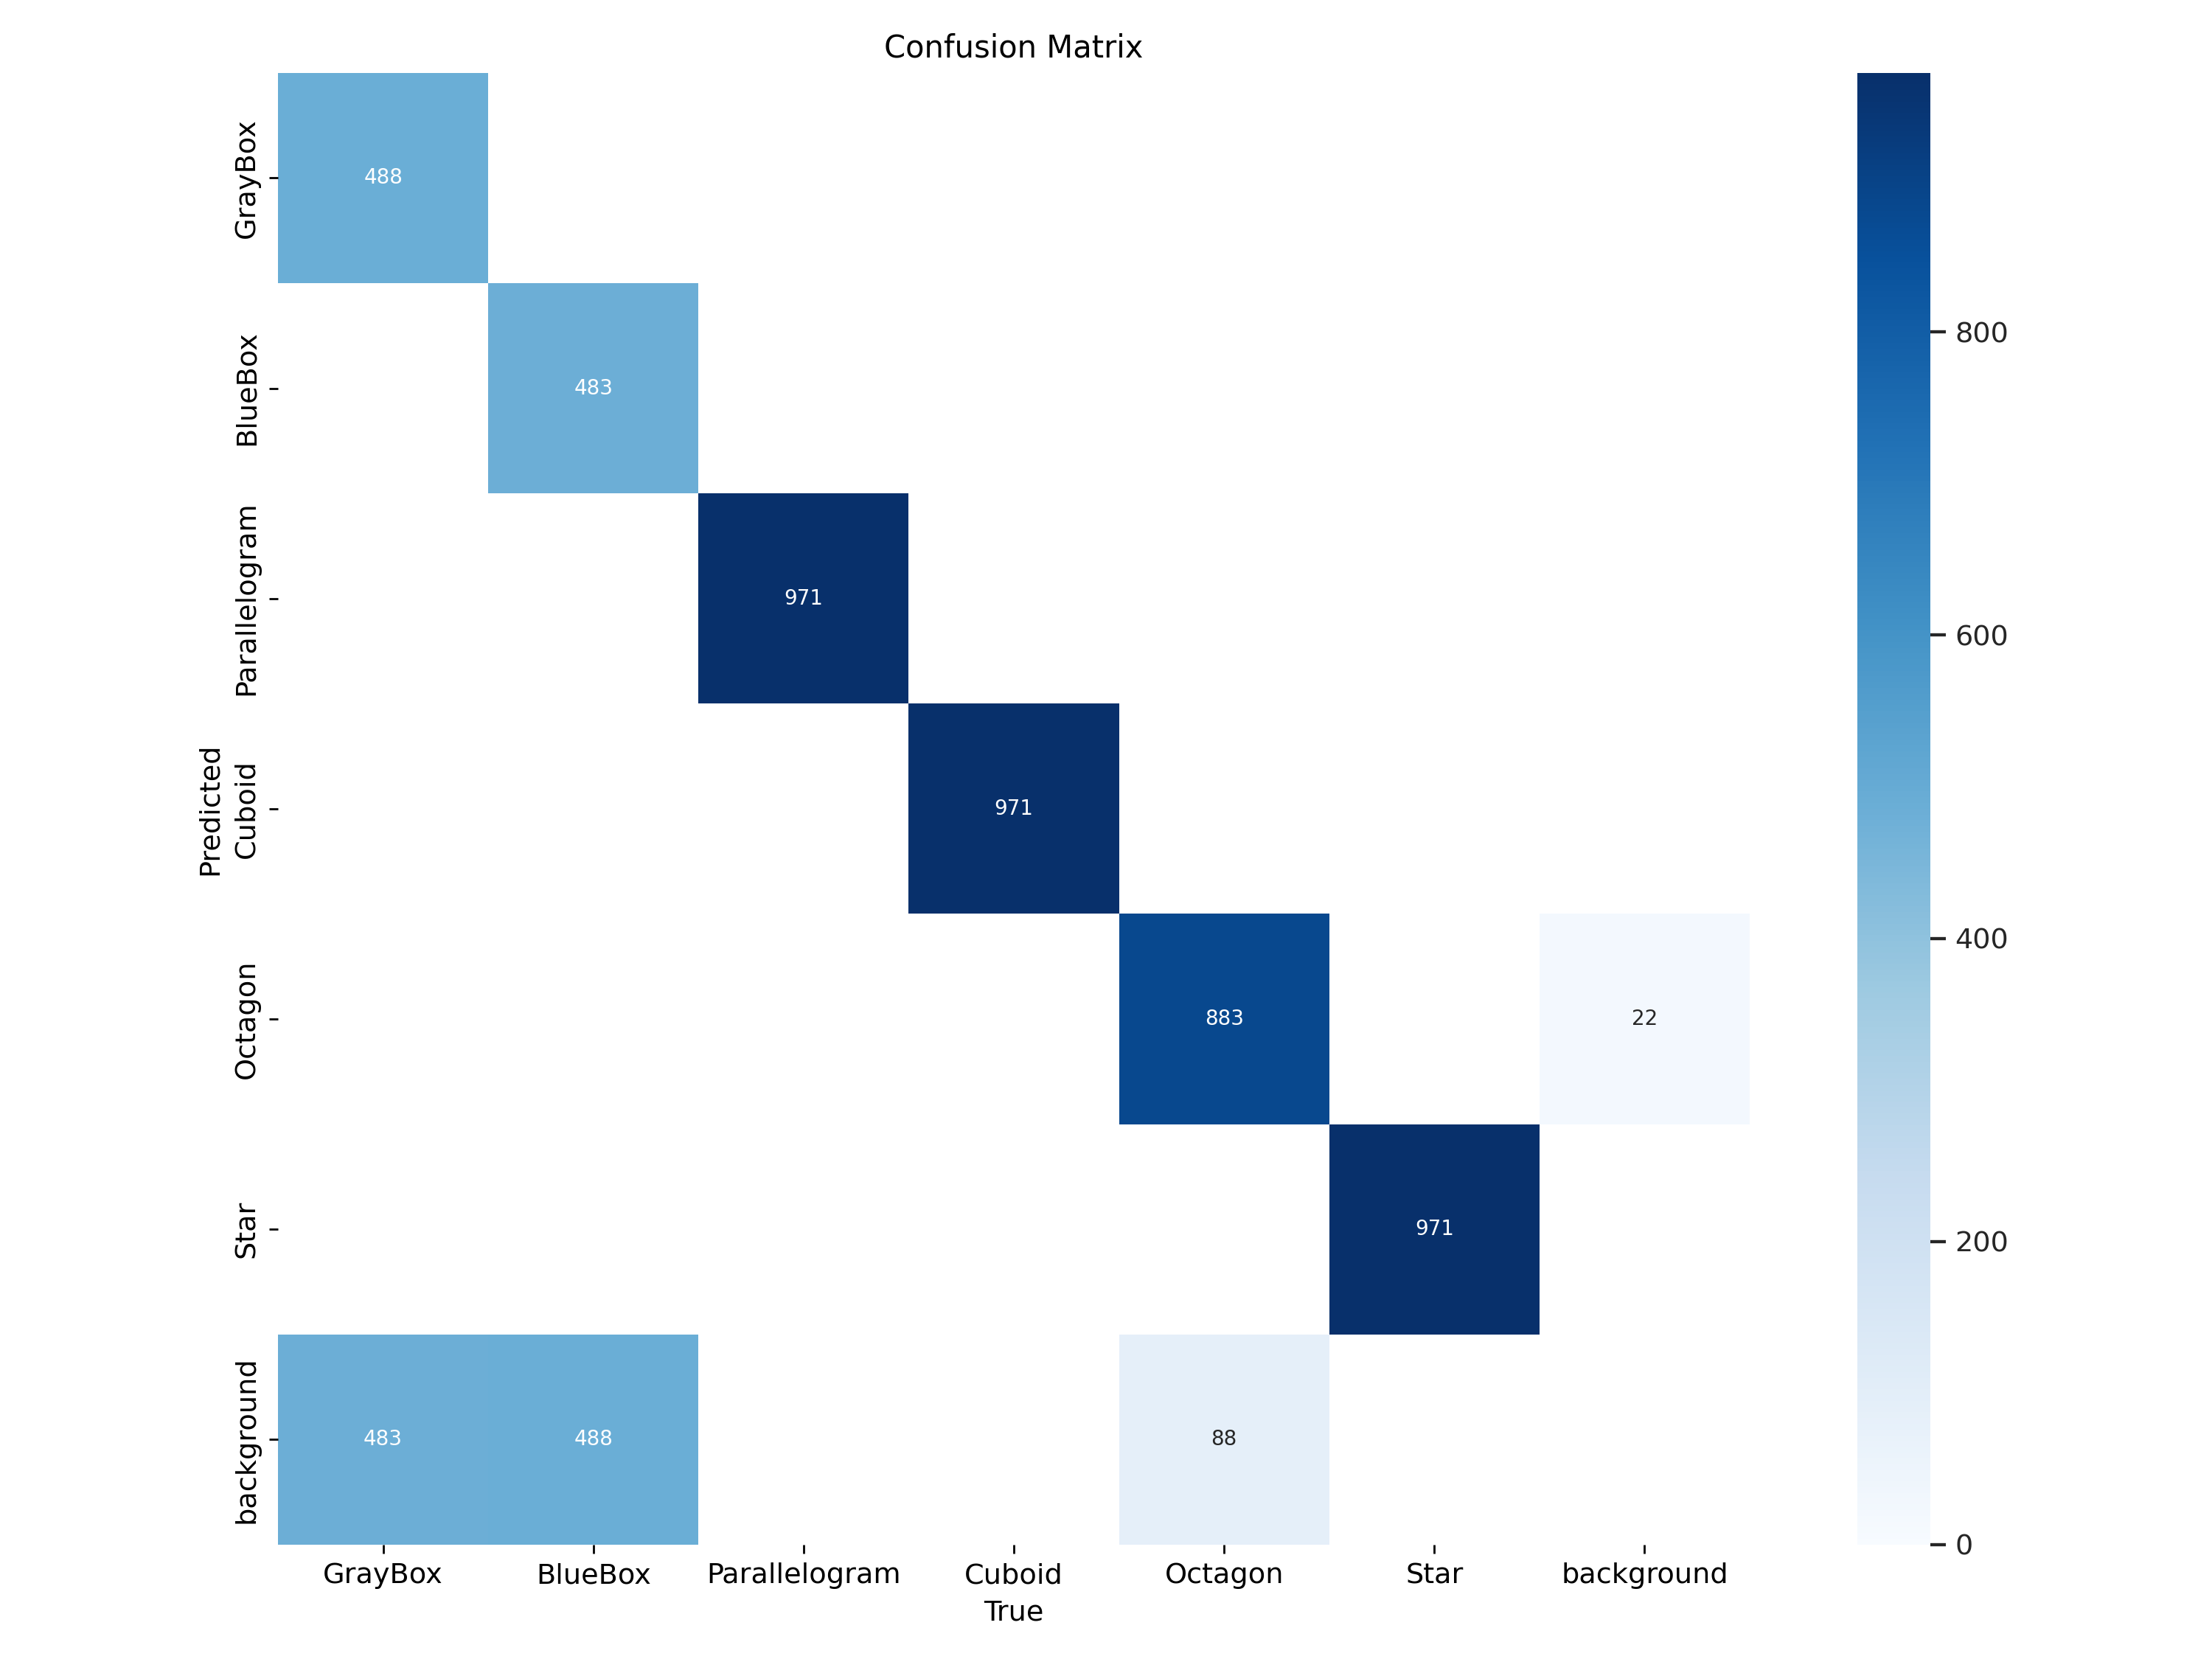 Confusion Matrix
GrayBox
488
BlueBox
483
800
Parallelogram
971
600
Predicted
Cuboid
971
400
Octagon
883
22
Star
971
200
background
483
488
88
0
GrayBox
BlueBox
Parallelogram
Cuboid
Octagon
Star
background
True